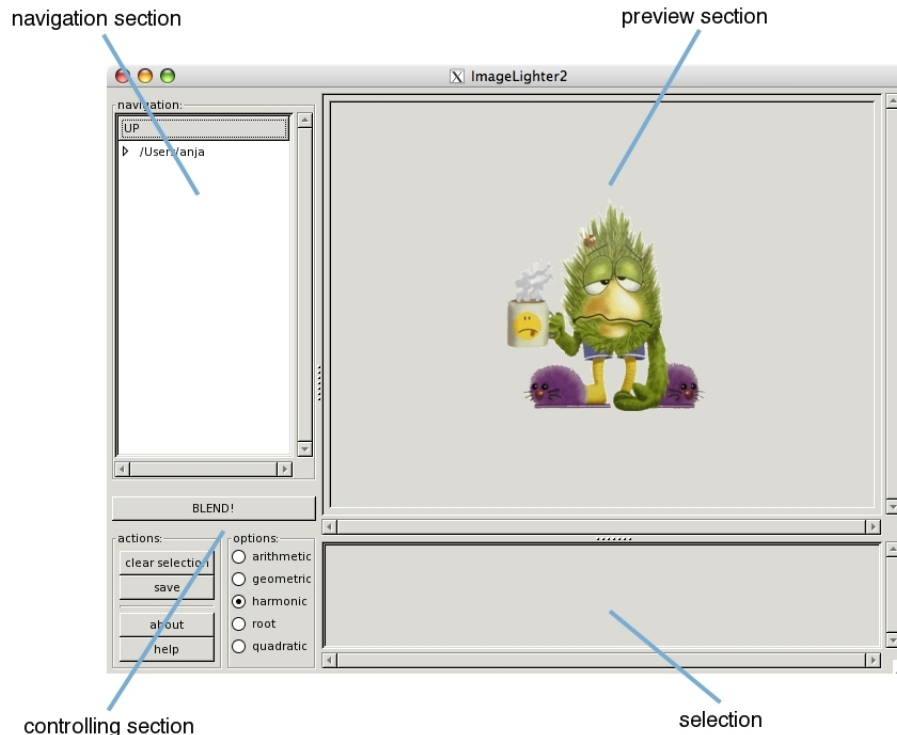 navigation section
preview section
ImageLighter2
navigation:
UP
/Users/anja
BLEND!
actions:
clear selection
save
about
help
options:
arithmetic
geometric
harmonic
root
quadratic
controlling section
selection